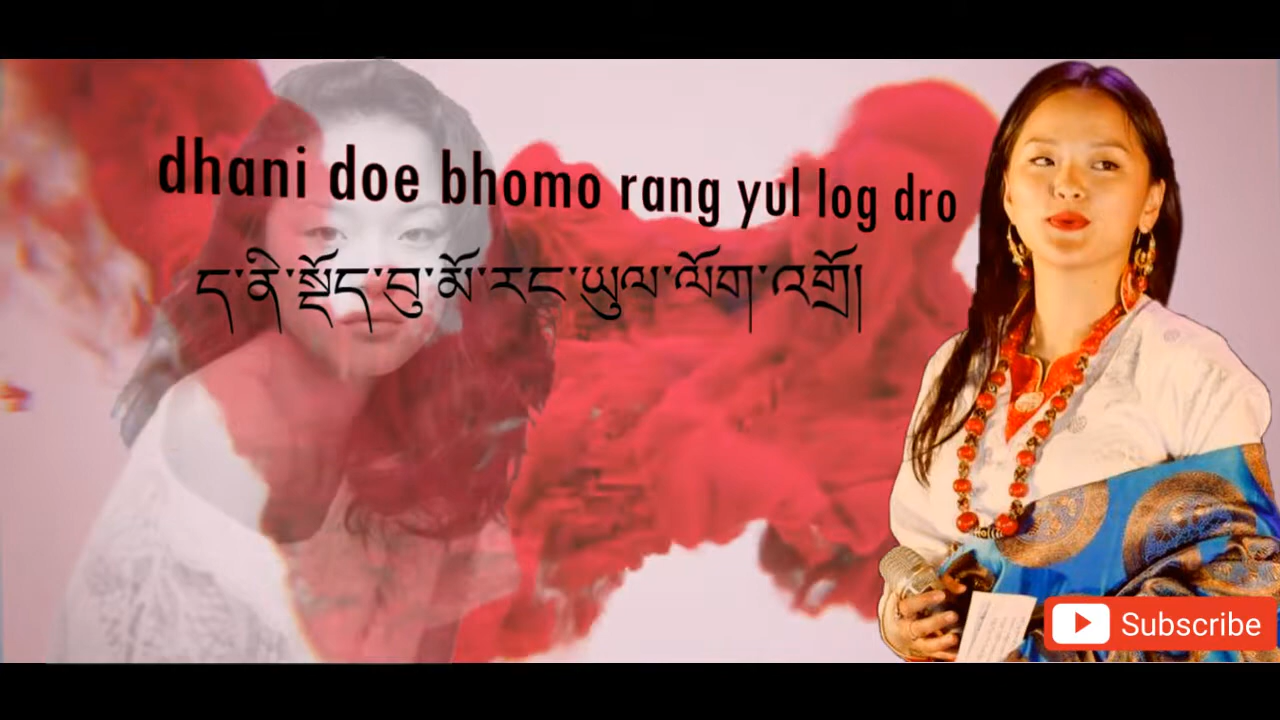 dhani doe bhomo rang yul log dro
ད་ནི་སྡོད་བུ་མོ་རང་ཡུལ་ལོག་འགྲོ།
Subscribe